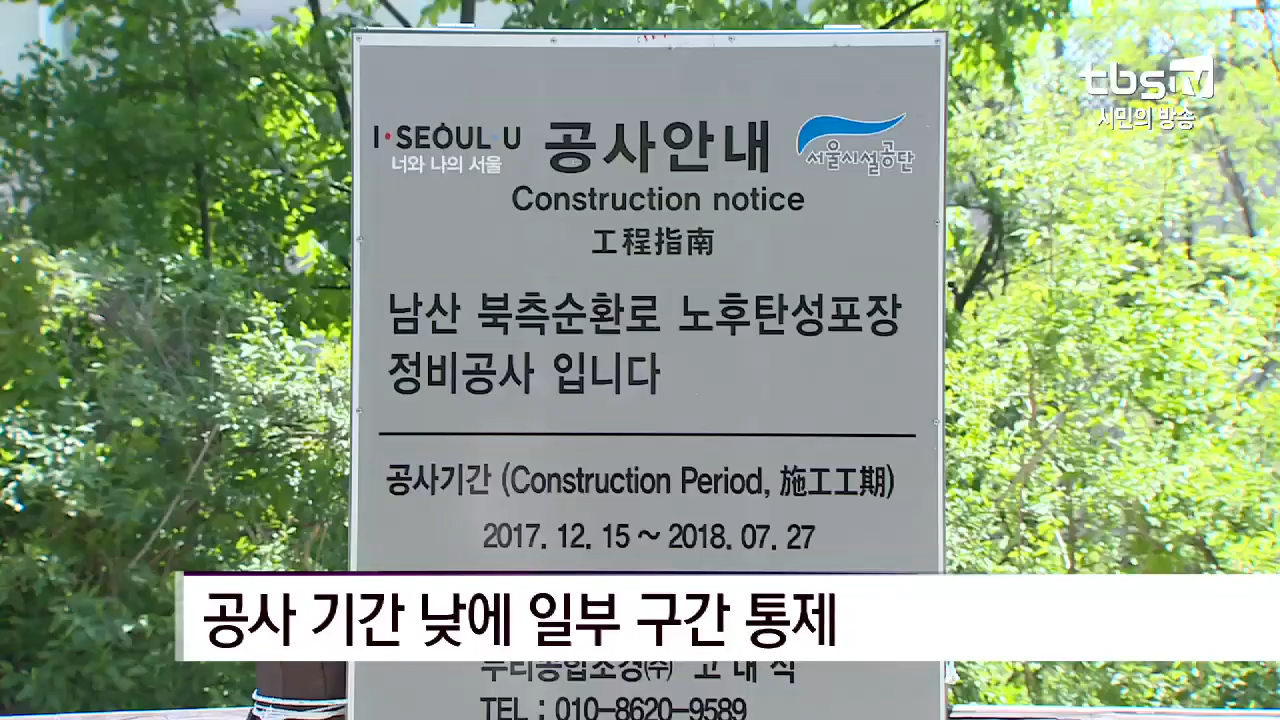 tbs TV
시민의 방송
I·SEOUL·U
너와 나의 서울
공사안내
서울시설공단
Construction notice
工程指南
남산 북측순환로 노후탄성포장
정비공사 입니다
공사기간 (Construction Period, 施工工期)
2017. 12. 15 ~ 2018. 07. 27
공사 기간 낮에 일부 구간 통제
TEL : 010-8620-9589